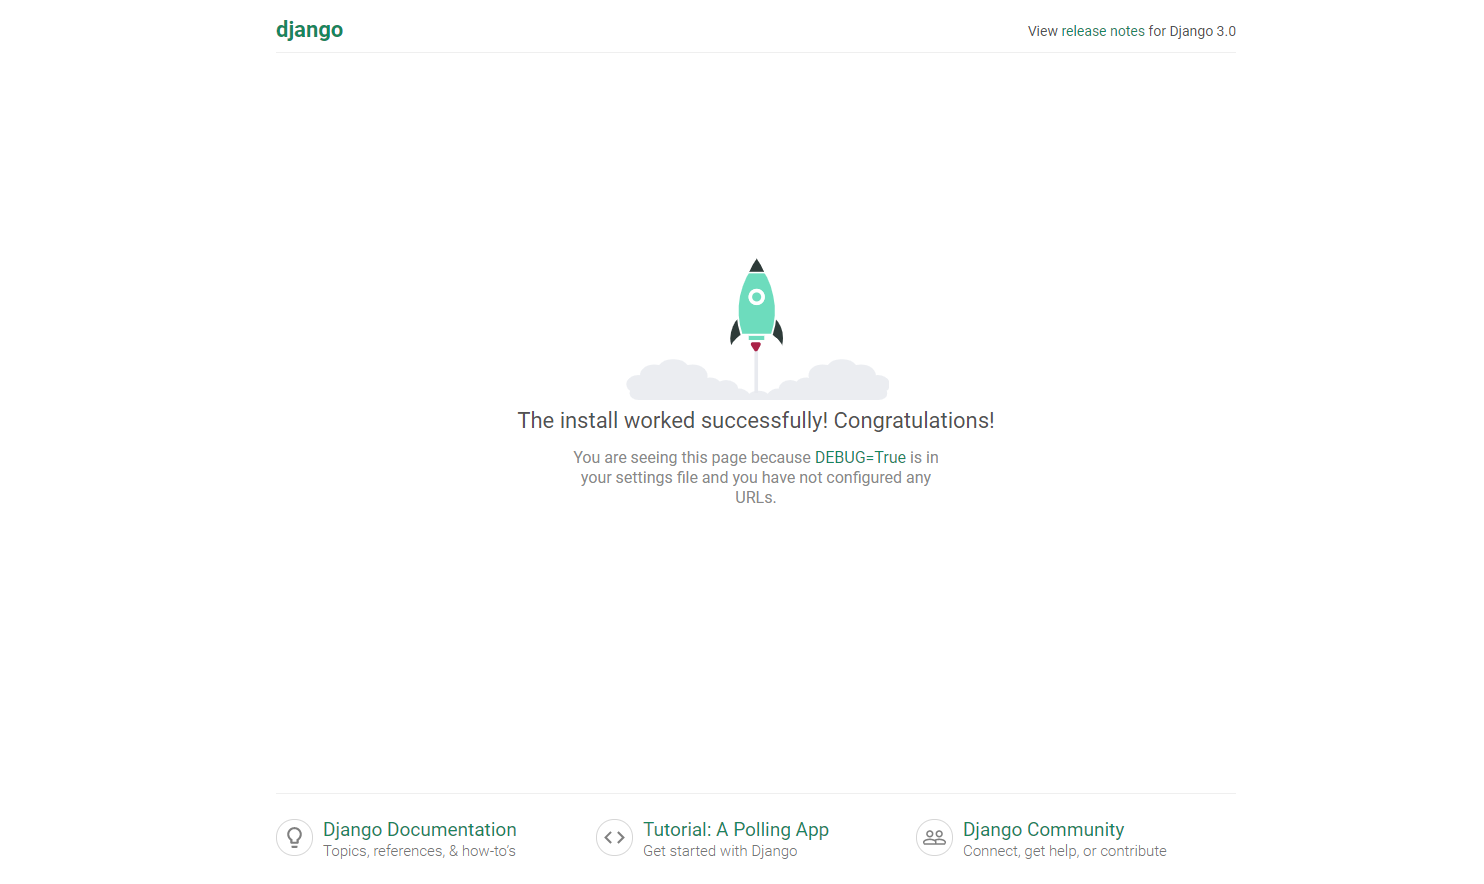 django
View release notes for Django 3.0
The install worked successfully! Congratulations!
You are seeing this page because DEBUG=True is in
your settings file and you have not configured any
URLs.
Django Documentation
Topics, references, & how-to’s
Tutorial: A Polling App
Get started with Django
Django Community
Connect, get help, or contribute